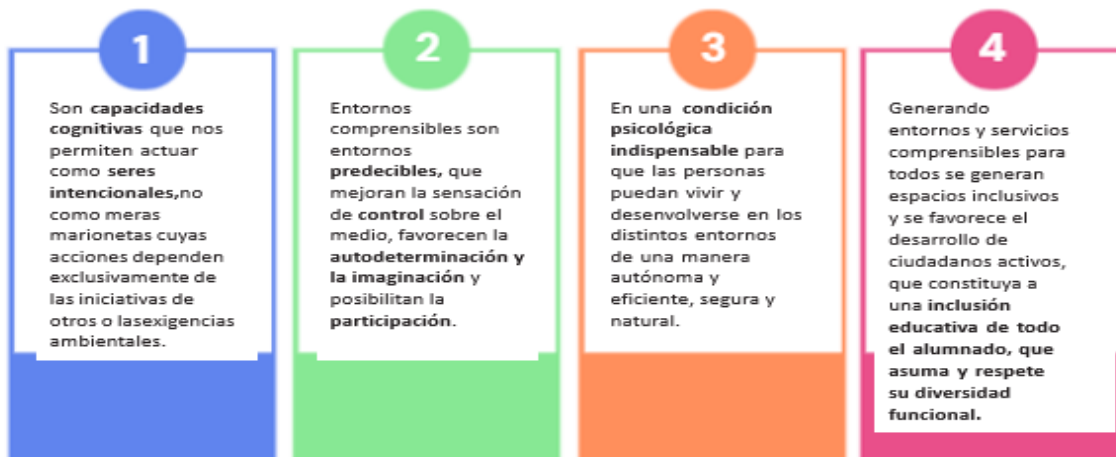 1
Son capacidades
cognitivas que nos
permiten actuar
como seres
intencionales,no
como meras
marionetas cuyas
acciones dependen
exclusivamente de
las iniciativas de
otros o lasexigencias
ambientales.
2
Entornos
comprensibles son
entornos
predecibles, que
mejoran la sensación
de control sobre el
medio, favorecen la
autodeterminación y
la imaginación y
posibilitan la
participación.
3
En una condición
psicológica
indispensable para
que las personas
puedan vivir y
desenvolverse en los
distintos entornos
de una manera
autónoma y
eficiente, segura y
natural.
4
Generando
entornos y servicios
comprensibles para
todos se generan
espacios inclusivos
y se favorece el
desarrollo de
ciudadanos activos,
que constituya a
una inclusión
educativa de todo
el alumnado, que
asuma y respete
su diversidad
funcional.